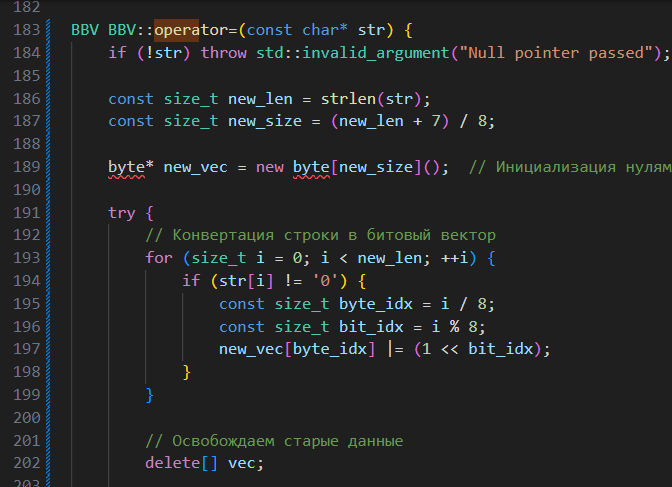 182
183 BBV BBV::operator=(const char* str) {
184     if (!str) throw std::invalid_argument("Null pointer passed");
185
186     const size_t new_len = strlen(str);
187     const size_t new_size = (new_len + 7) / 8;
188
189     byte* new_vec = new byte[new_size]();  // Инициализация нулям
190
191     try {
192         // Конвертация строки в битовый вектор
193         for (size_t i = 0; i < new_len; ++i) {
194             if (str[i] != '0') {
195                 const size_t byte_idx = i / 8;
196                 const size_t bit_idx = i % 8;
197                 new_vec[byte_idx] |= (1 << bit_idx);
198             }
199         }
200
201         // Освобождаем старые данные
202         delete[] vec;
203